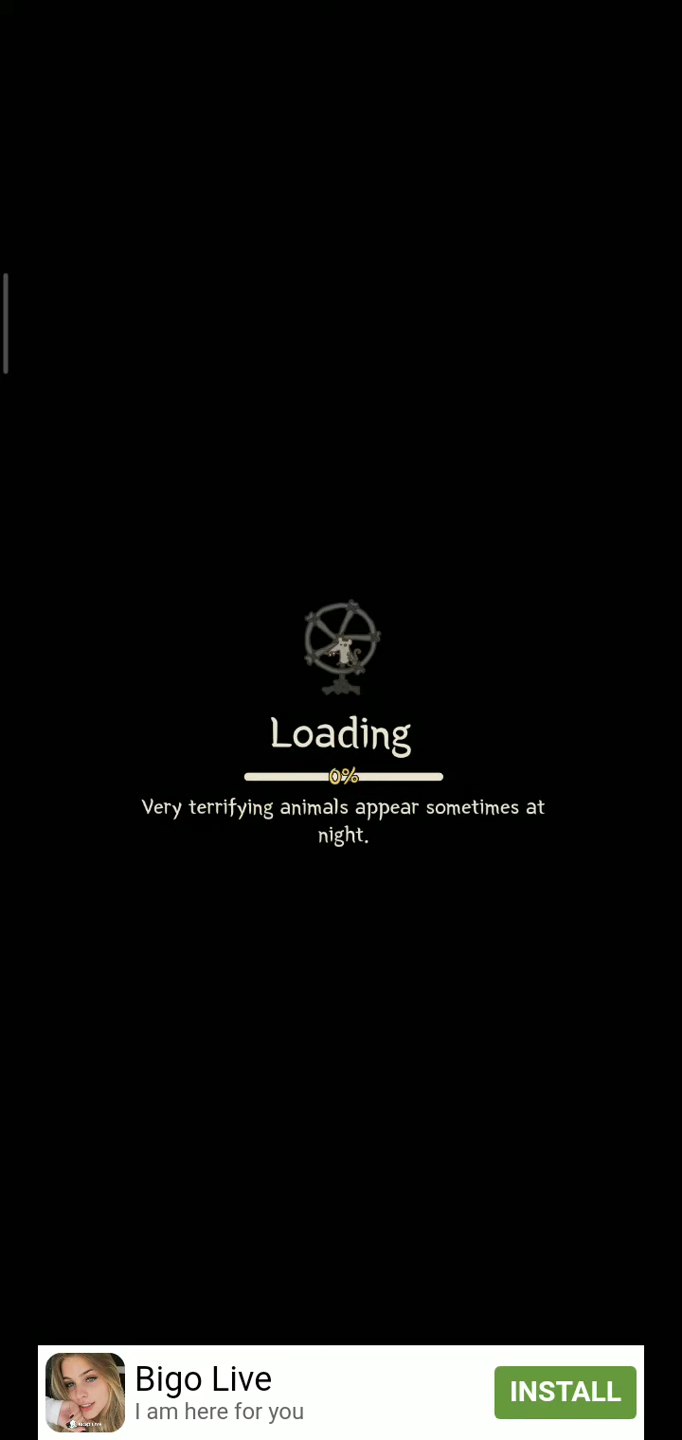 Loading
0%
Very terrifying animals appear sometimes at
night.
Bigo Live
I am here for you
INSTALL